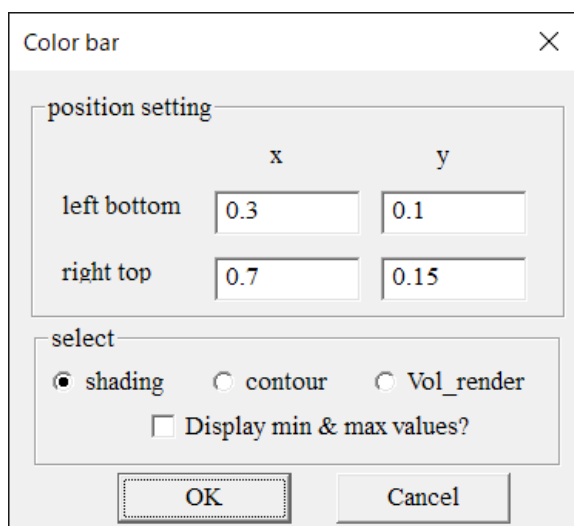 Color bar
position setting
x y
left bottom 0.3 0.1
right top 0.7 0.15
select
shading contour Vol_render
Display min & max values?
OK Cancel